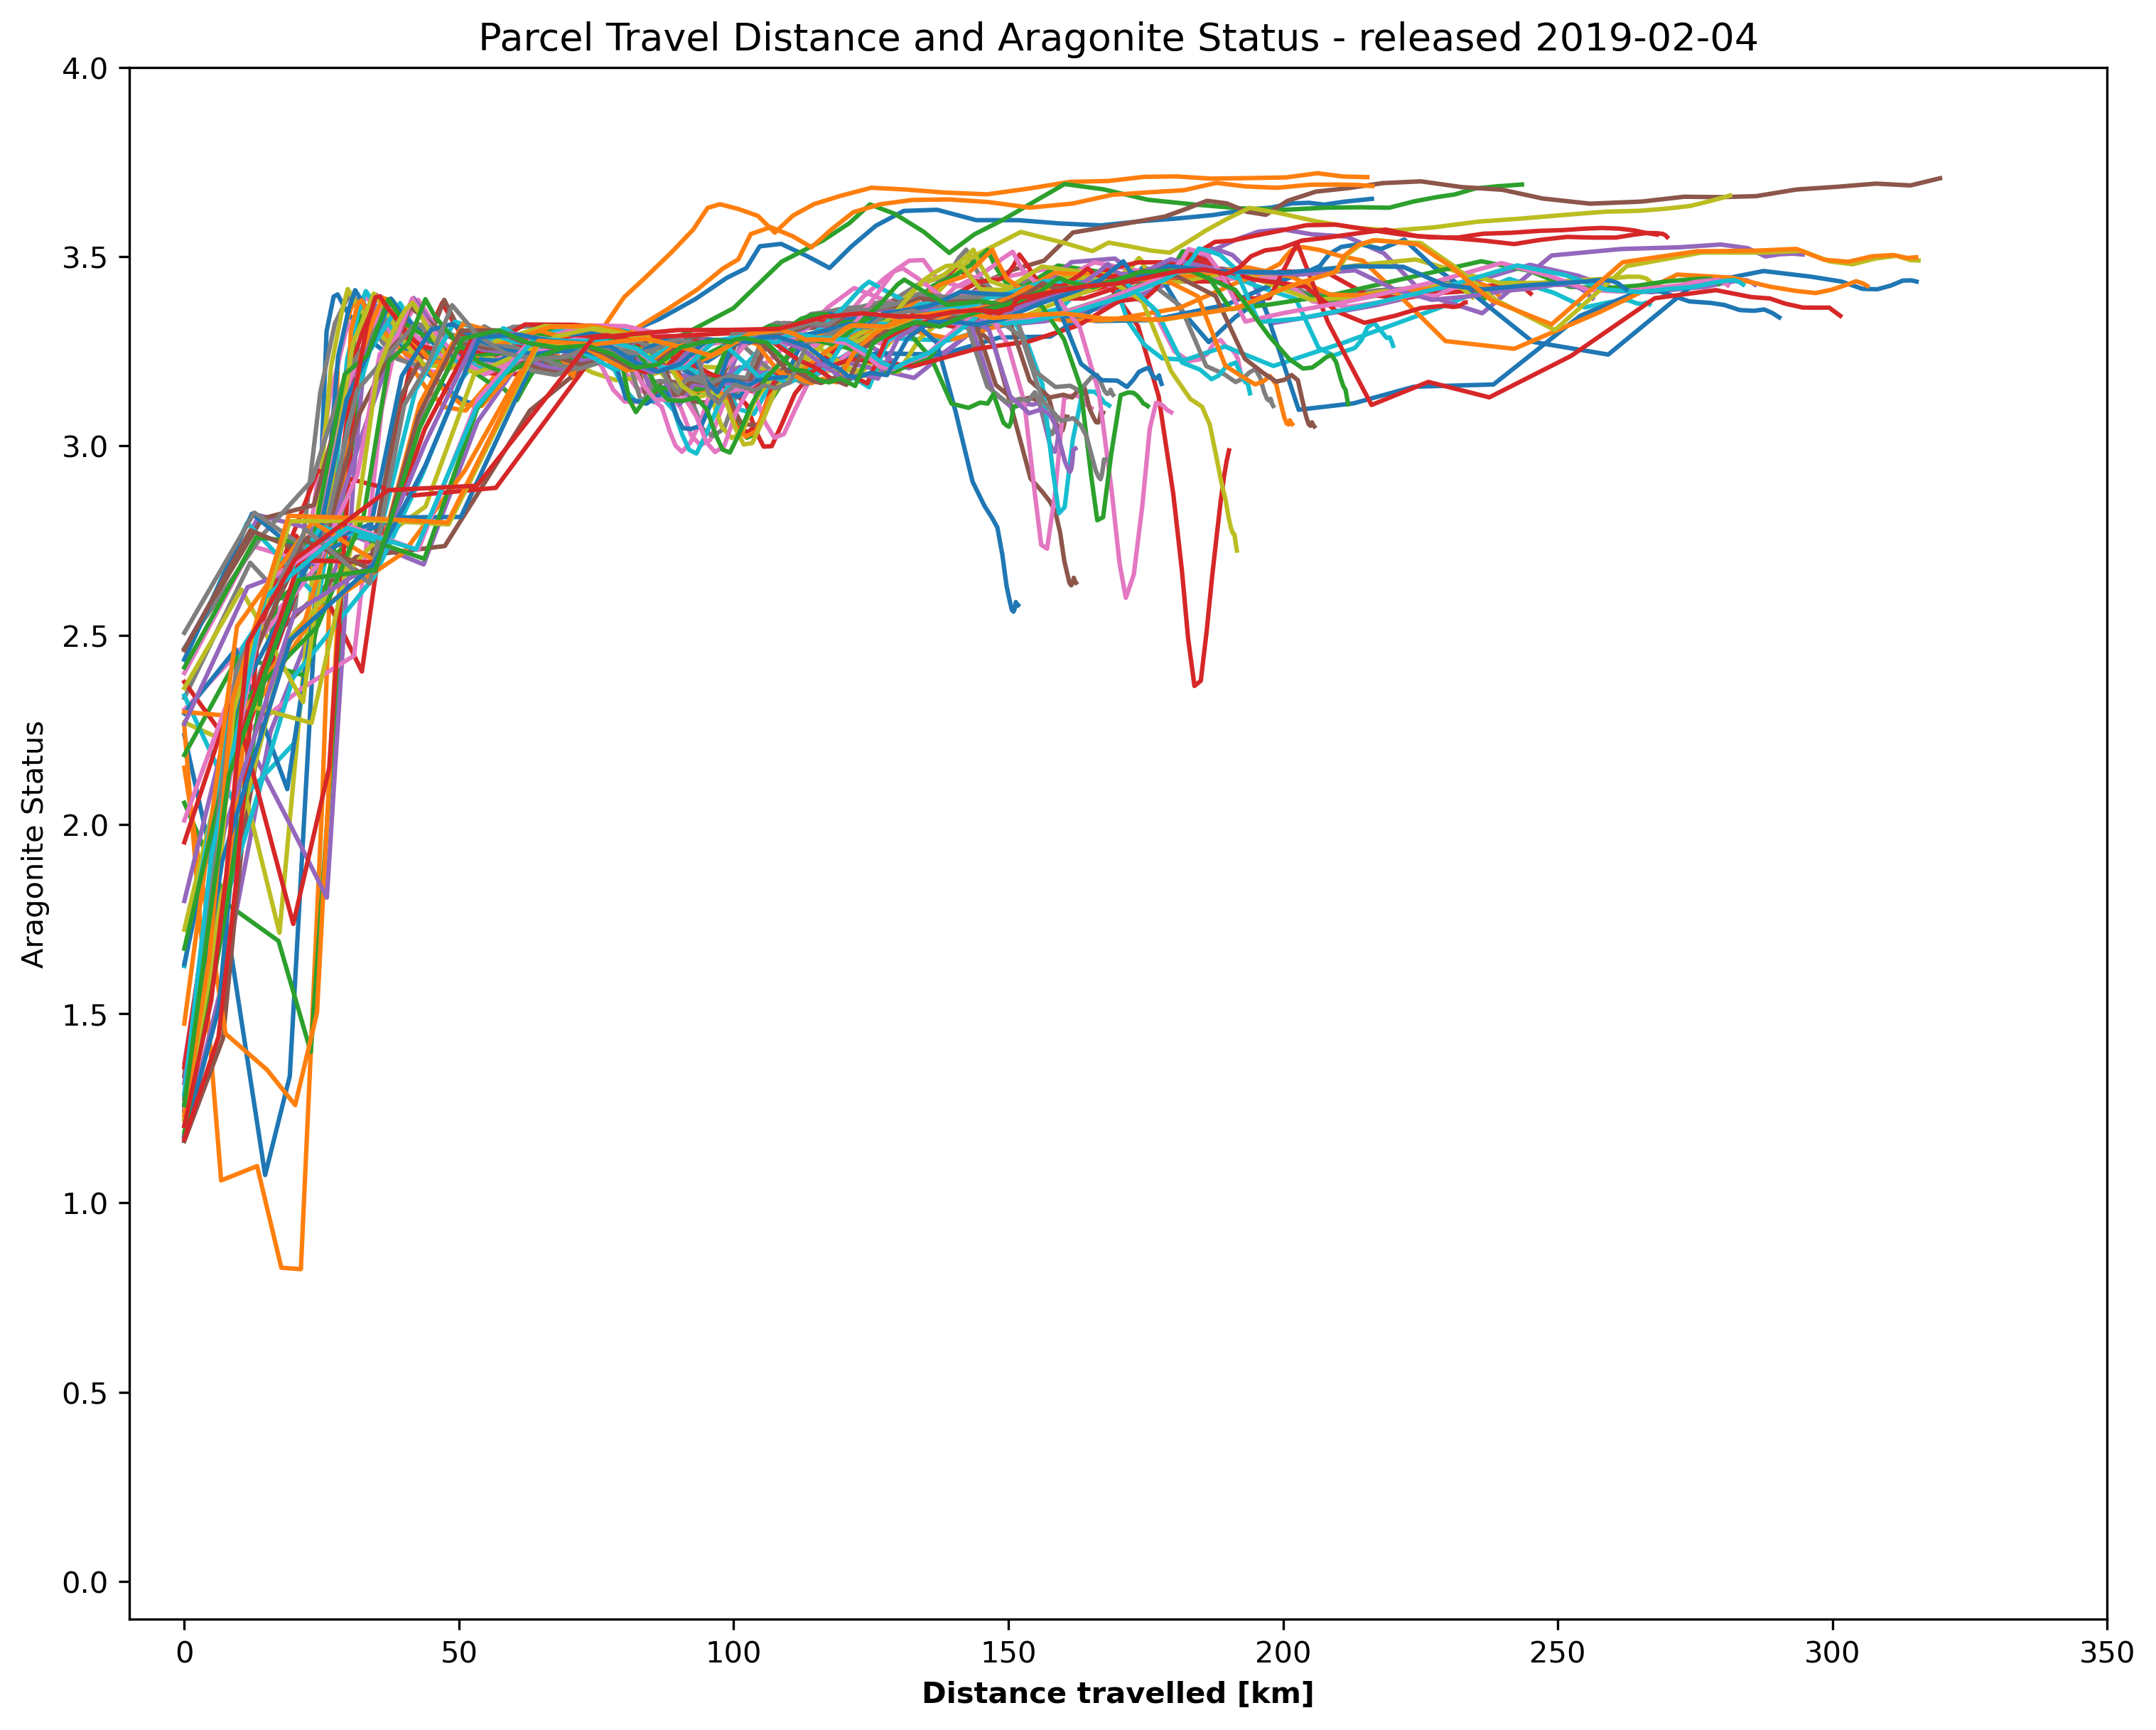 Parcel Travel Distance and Aragonite Status - released 2019-02-04
4.0
3.5
3.0
2.5
2.0
1.5
1.0
0.5
0.0
Aragonite Status
0 50 100 150 200 250 300 350
Distance travelled [km]